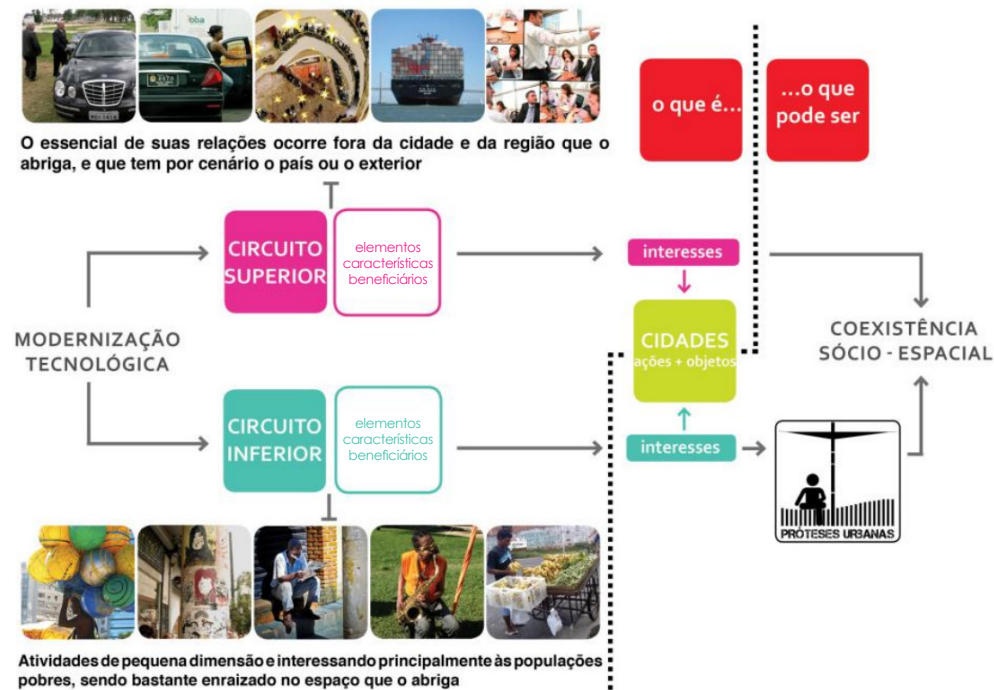 o que é...
...o que
pode ser
O essencial de suas relações ocorre fora da cidade e da região que o
abriga, e que tem por cenário o país ou o exterior
CIRCUITO
SUPERIOR
elementos
características
beneficiários
interesses
MODERNIZAÇÃO
TECNOLÓGICA
CIDADES
ações + objetos
COEXISTÊNCIA
SÓCIO - ESPACIAL
CIRCUITO
INFERIOR
elementos
características
beneficiários
interesses
PRÓTESES URBANAS
Atividades de pequena dimensão e interessando principalmente às populações
pobres, sendo bastante enraizado no espaço que o abriga